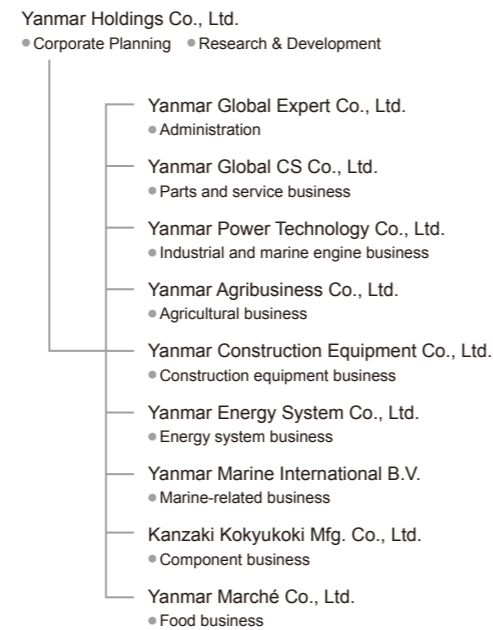 Yanmar Holdings Co., Ltd.
● Corporate Planning ● Research & Development
Yanmar Global Expert Co., Ltd.
● Administration
Yanmar Global CS Co., Ltd.
● Parts and service business
Yanmar Power Technology Co., Ltd.
● Industrial and marine engine business
Yanmar Agribusiness Co., Ltd.
● Agricultural business
Yanmar Construction Equipment Co., Ltd.
● Construction equipment business
Yanmar Energy System Co., Ltd.
● Energy system business
Yanmar Marine International B.V.
● Marine-related business
Kanzaki Kokyukoki Mfg. Co., Ltd.
● Component business
Yanmar Marché Co., Ltd.
● Food business